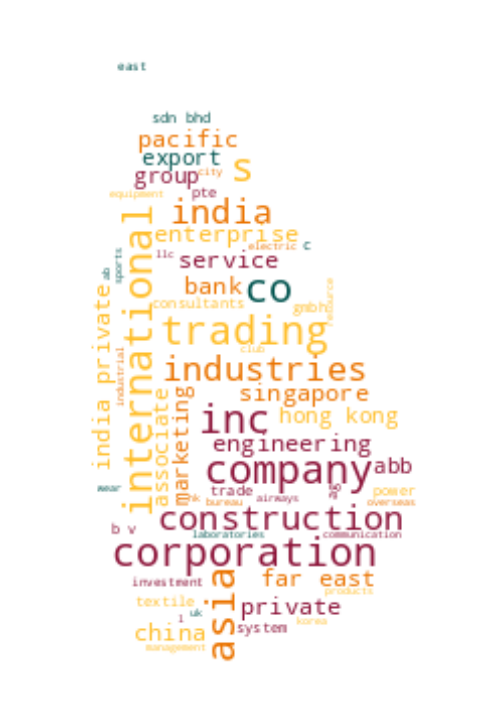 east
sdn bhd
pacific
export
s
group
city
equipment
pte
india
international
enterprise
electric
c
llc
service
sports
ab
bank
co
consultants
gmbh
resource
india private
trading
club
industrial
industries
associate
marketing
singapore
inc
hong kong
engineering
company
abb
wear
hk
trade
ag
power
bureau
airways
overseas
construction
b v
laboratories
communication
corporation
asia
investment
far east
products
textile
uk
private
l
korea
china
system
management